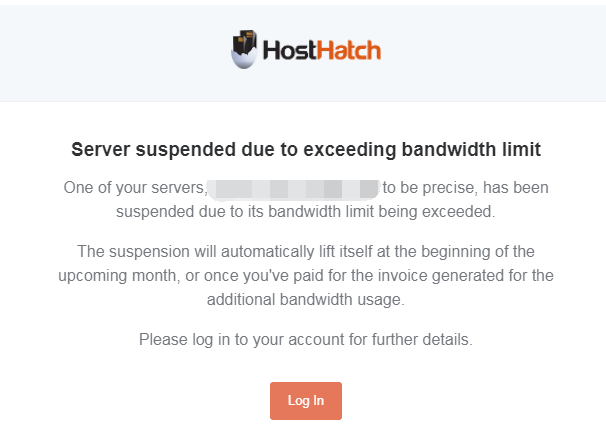 HostHatch
Server suspended due to exceeding bandwidth limit
One of your servers, to be precise, has been
suspended due to its bandwidth limit being exceeded.
The suspension will automatically lift itself at the beginning of the
upcoming month, or once you've paid for the invoice generated for the
additional bandwidth usage.
Please log in to your account for further details.
Log In